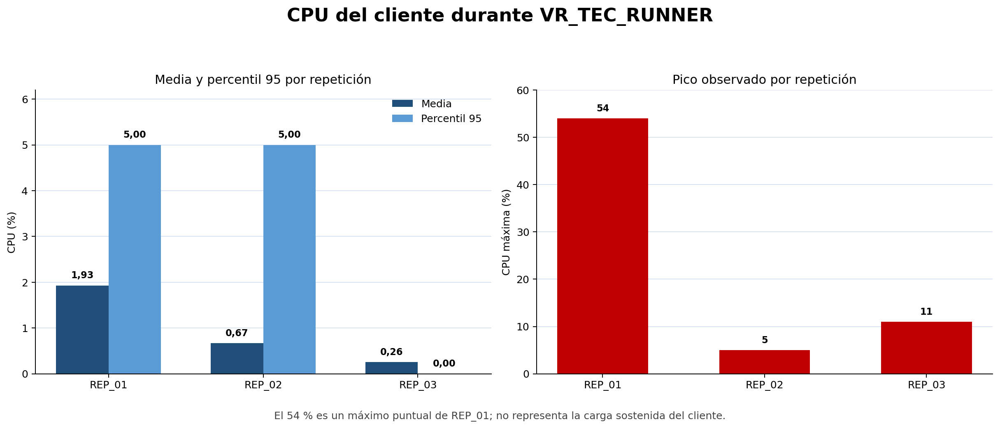 CPU del cliente durante VR_TEC_RUNNER
Media y percentil 95 por repetición
CPU (%)
6
5
4
3
2
1
0
Media
Percentil 95
1,93
5,00
0,67
5,00
0,26
0,00
REP_01
REP_02
REP_03
Pico observado por repetición
CPU máxima (%)
60
50
40
30
20
10
0
54
5
11
REP_01
REP_02
REP_03
El 54 % es un máximo puntual de REP_01; no representa la carga sostenida del cliente.